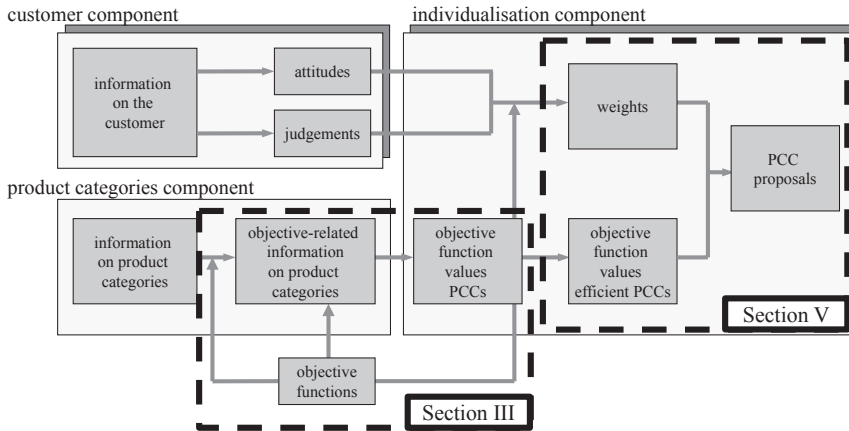 customer component
individualisation component
information
on the
customer
attitudes
judgements
weights
PCC
proposals
product categories component
information
on product
categories
objective-related
information
on product
categories
objective
function
values
PCCs
objective
function
values
efficient PCCs
Section V
objective
functions
Section III